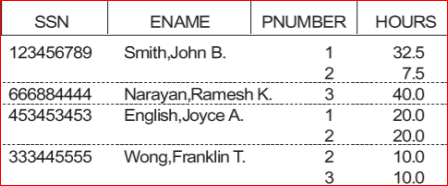 SSN ENAME PNUMBER HOURS
123456789 Smith,John B. 1 32.5
2 7.5
666884444 Narayan,Ramesh K. 3 40.0
453453453 English,Joyce A. 1 20.0
2 20.0
333445555 Wong,Franklin T. 2 10.0
3 10.0